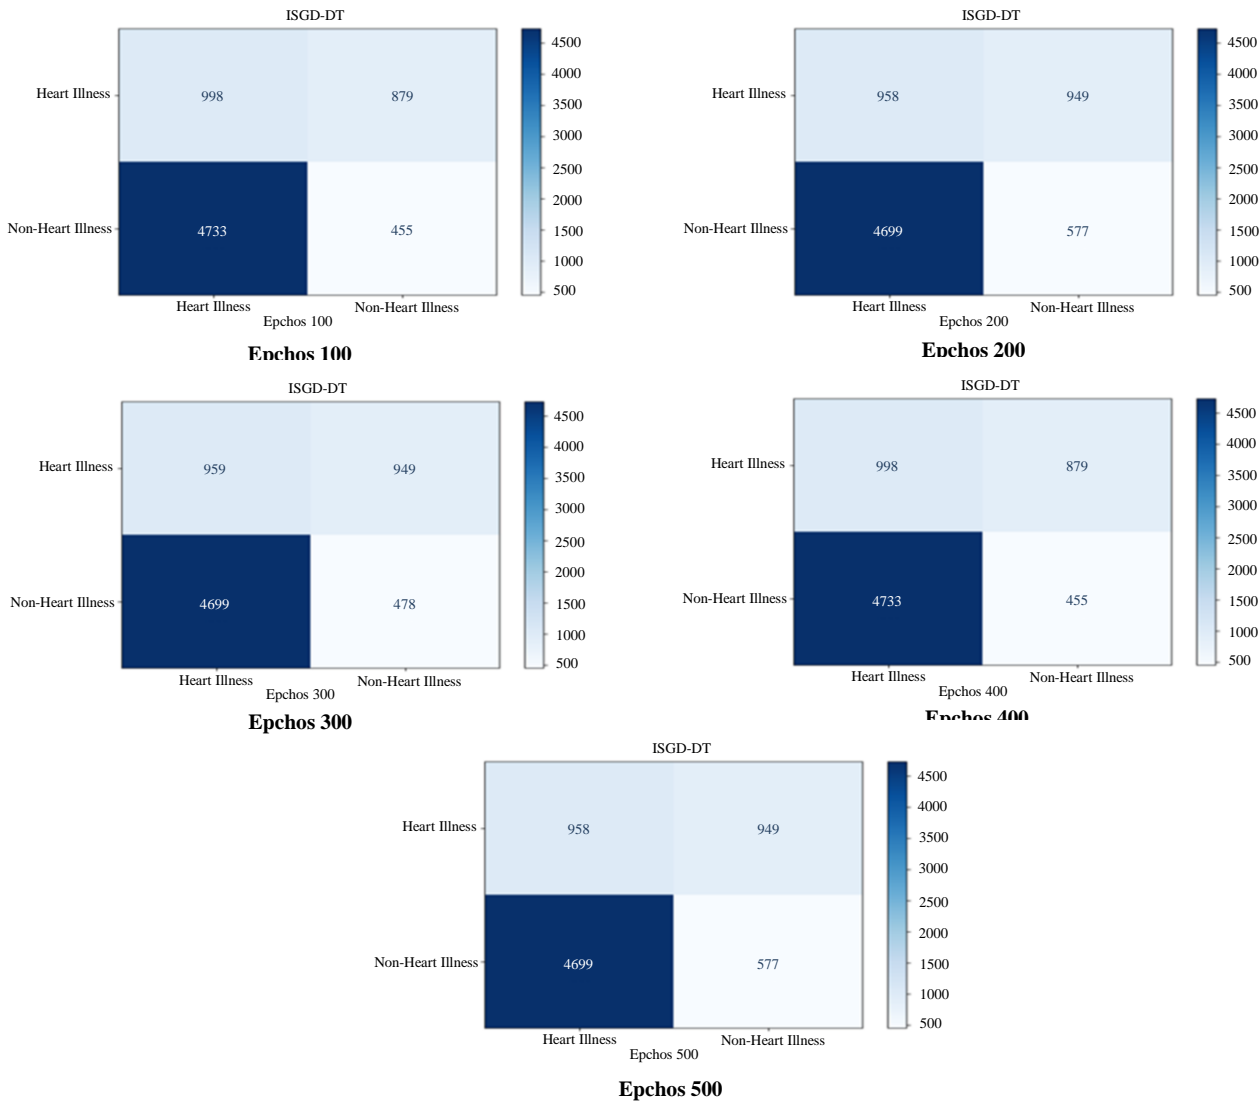 ISGD-DT
Heart Illness
998 879
Non-Heart Illness
4733 455
Heart Illness Non-Heart Illness
Epchos 100
4500
4000
3500
3000
2500
2000
1500
1000
500
Epchos 100
ISGD-DT
Heart Illness
958 949
Non-Heart Illness
4699 577
Heart Illness Non-Heart Illness
Epchos 200
4500
4000
3500
3000
2500
2000
1500
1000
500
Epchos 200
ISGD-DT
Heart Illness
959 949
Non-Heart Illness
4699 478
Heart Illness Non-Heart Illness
Epchos 300
4500
4000
3500
3000
2500
2000
1500
1000
500
Epchos 300
ISGD-DT
Heart Illness
998 879
Non-Heart Illness
4733 455
Heart Illness Non-Heart Illness
Epchos 400
4500
4000
3500
3000
2500
2000
1500
1000
500
Epchos 400
ISGD-DT
Heart Illness
958 949
Non-Heart Illness
4699 577
Heart Illness Non-Heart Illness
Epchos 500
4500
4000
3500
3000
2500
2000
1500
1000
500
Epchos 500